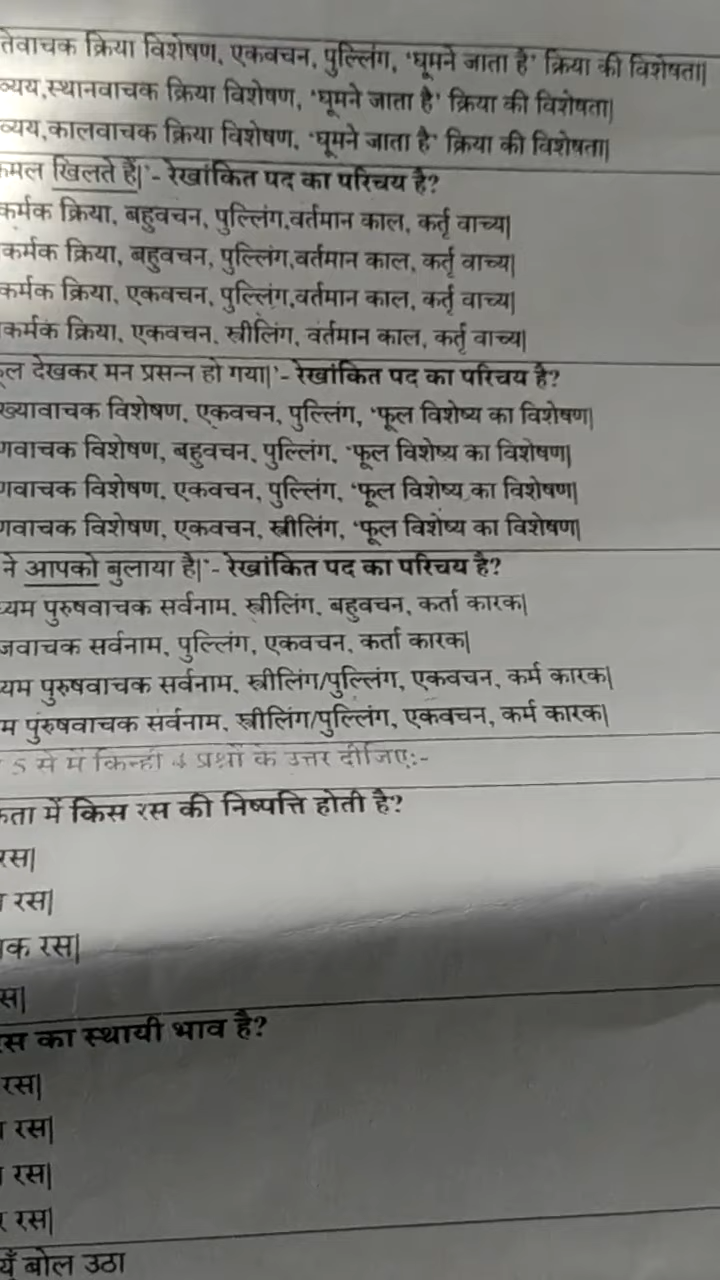 तिवाचक क्रिया विशेषण, एकवचन, पुल्लिंग, 'घूमने जाता है' क्रिया की विशेषता|
व्यय,स्थानवाचक क्रिया विशेषण, 'घूमने जाता है' क्रिया की विशेषता|
व्यय,कालवाचक क्रिया विशेषण, 'घूमने जाता है' क्रिया की विशेषता|
कमल खिलते हैं|'- रेखांकित पद का परिचय है?
कर्मक क्रिया, बहुवचन, पुल्लिंग,वर्तमान काल, कर्तृ वाच्य|
कर्मक क्रिया, बहुवचन, पुल्लिंग,वर्तमान काल, कर्तृ वाच्य|
कर्मक क्रिया, एकवचन, पुल्लिंग,वर्तमान काल, कर्तृ वाच्य|
कर्मक क्रिया, एकवचन, स्त्रीलिंग, वर्तमान काल, कर्तृ वाच्य|
ल देखकर मन प्रसन्न हो गया|'- रेखांकित पद का परिचय है?
ख्यावाचक विशेषण, एकवचन, पुल्लिंग, 'फूल विशेष्य का विशेषण|
णवाचक विशेषण, बहुवचन, पुल्लिंग, 'फूल विशेष्य का विशेषण|
णवाचक विशेषण, एकवचन, पुल्लिंग, 'फूल विशेष्य का विशेषण|
णवाचक विशेषण, एकवचन, स्त्रीलिंग, 'फूल विशेष्य का विशेषण|
ने आपको बुलाया है|'- रेखांकित पद का परिचय है?
ध्यम पुरुषवाचक सर्वनाम, स्त्रीलिंग, बहुवचन, कर्ता कारक|
जवाचक सर्वनाम, पुल्लिंग, एकवचन, कर्ता कारक|
यम पुरुषवाचक सर्वनाम, स्त्रीलिंग/पुल्लिंग, एकवचन, कर्म कारक|
म पुरुषवाचक सर्वनाम, स्त्रीलिंग/पुल्लिंग, एकवचन, कर्म कारक|
5 से में किन्ही 4 प्रश्नों के उत्तर दीजिए:-
कता में किस रस की निष्पत्ति होती है?
रस|
रस|
क रस|
स|
स का स्थायी भाव है?
रस|
रस|
रस|
रस|
यूँ बोल उठा